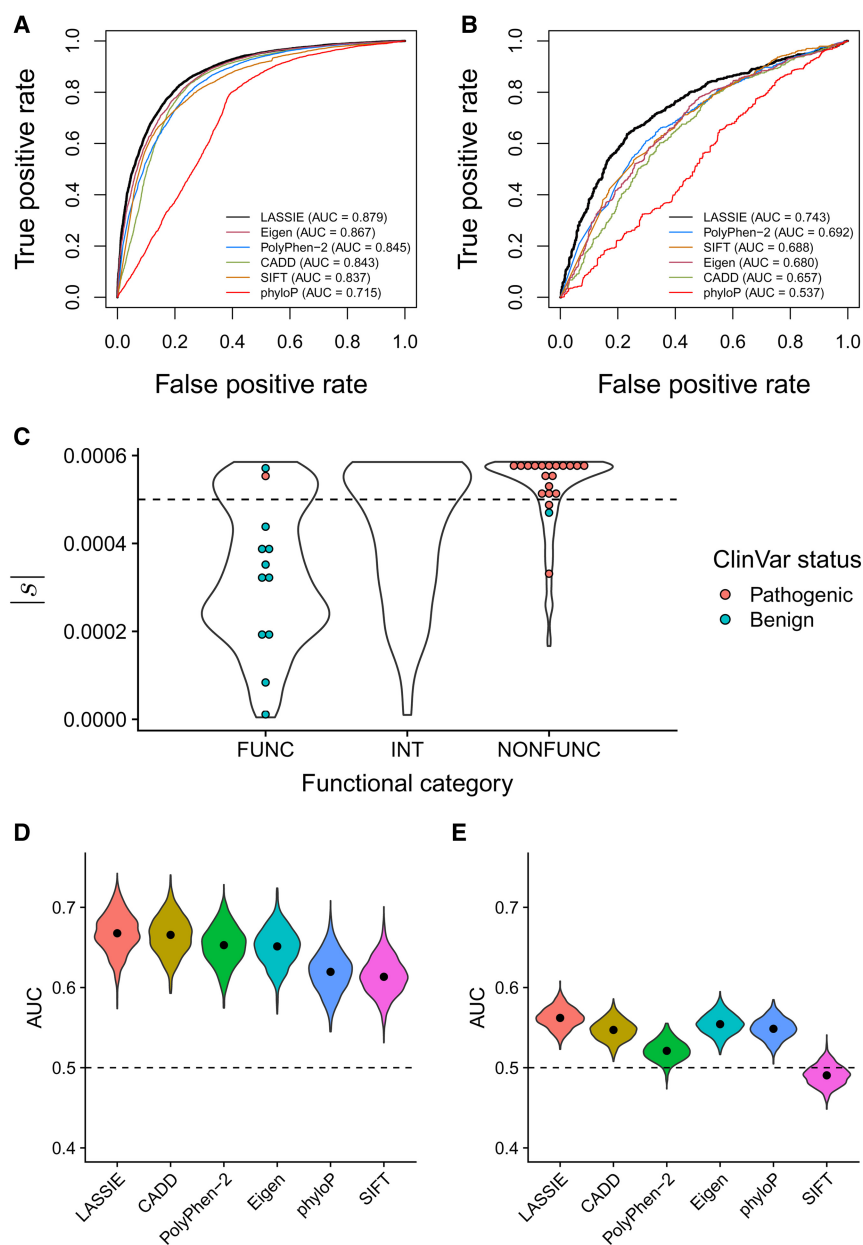 A
True positive rate
1.0
0.8
0.6
0.4
0.2
0.0
LASSIE (AUC = 0.879)
Eigen (AUC = 0.867)
PolyPhen-2 (AUC = 0.845)
CADD (AUC = 0.843)
SIFT (AUC = 0.837)
phyloP (AUC = 0.715)
0.0 0.2 0.4 0.6 0.8 1.0
False positive rate
B
True positive rate
1.0
0.8
0.6
0.4
0.2
0.0
LASSIE (AUC = 0.743)
PolyPhen-2 (AUC = 0.692)
SIFT (AUC = 0.688)
Eigen (AUC = 0.680)
CADD (AUC = 0.657)
phyloP (AUC = 0.537)
0.0 0.2 0.4 0.6 0.8 1.0
False positive rate
C
|s|
0.0006
0.0004
0.0002
0.0000
FUNC INT NONFUNC
Functional category
ClinVar status
Pathogenic
Benign
D
AUC
0.7
0.6
0.5
0.4
LASSIE
CADD
PolyPhen-2
Eigen
phyloP
SIFT
E
AUC
0.7
0.6
0.5
0.4
LASSIE
CADD
PolyPhen-2
Eigen
phyloP
SIFT